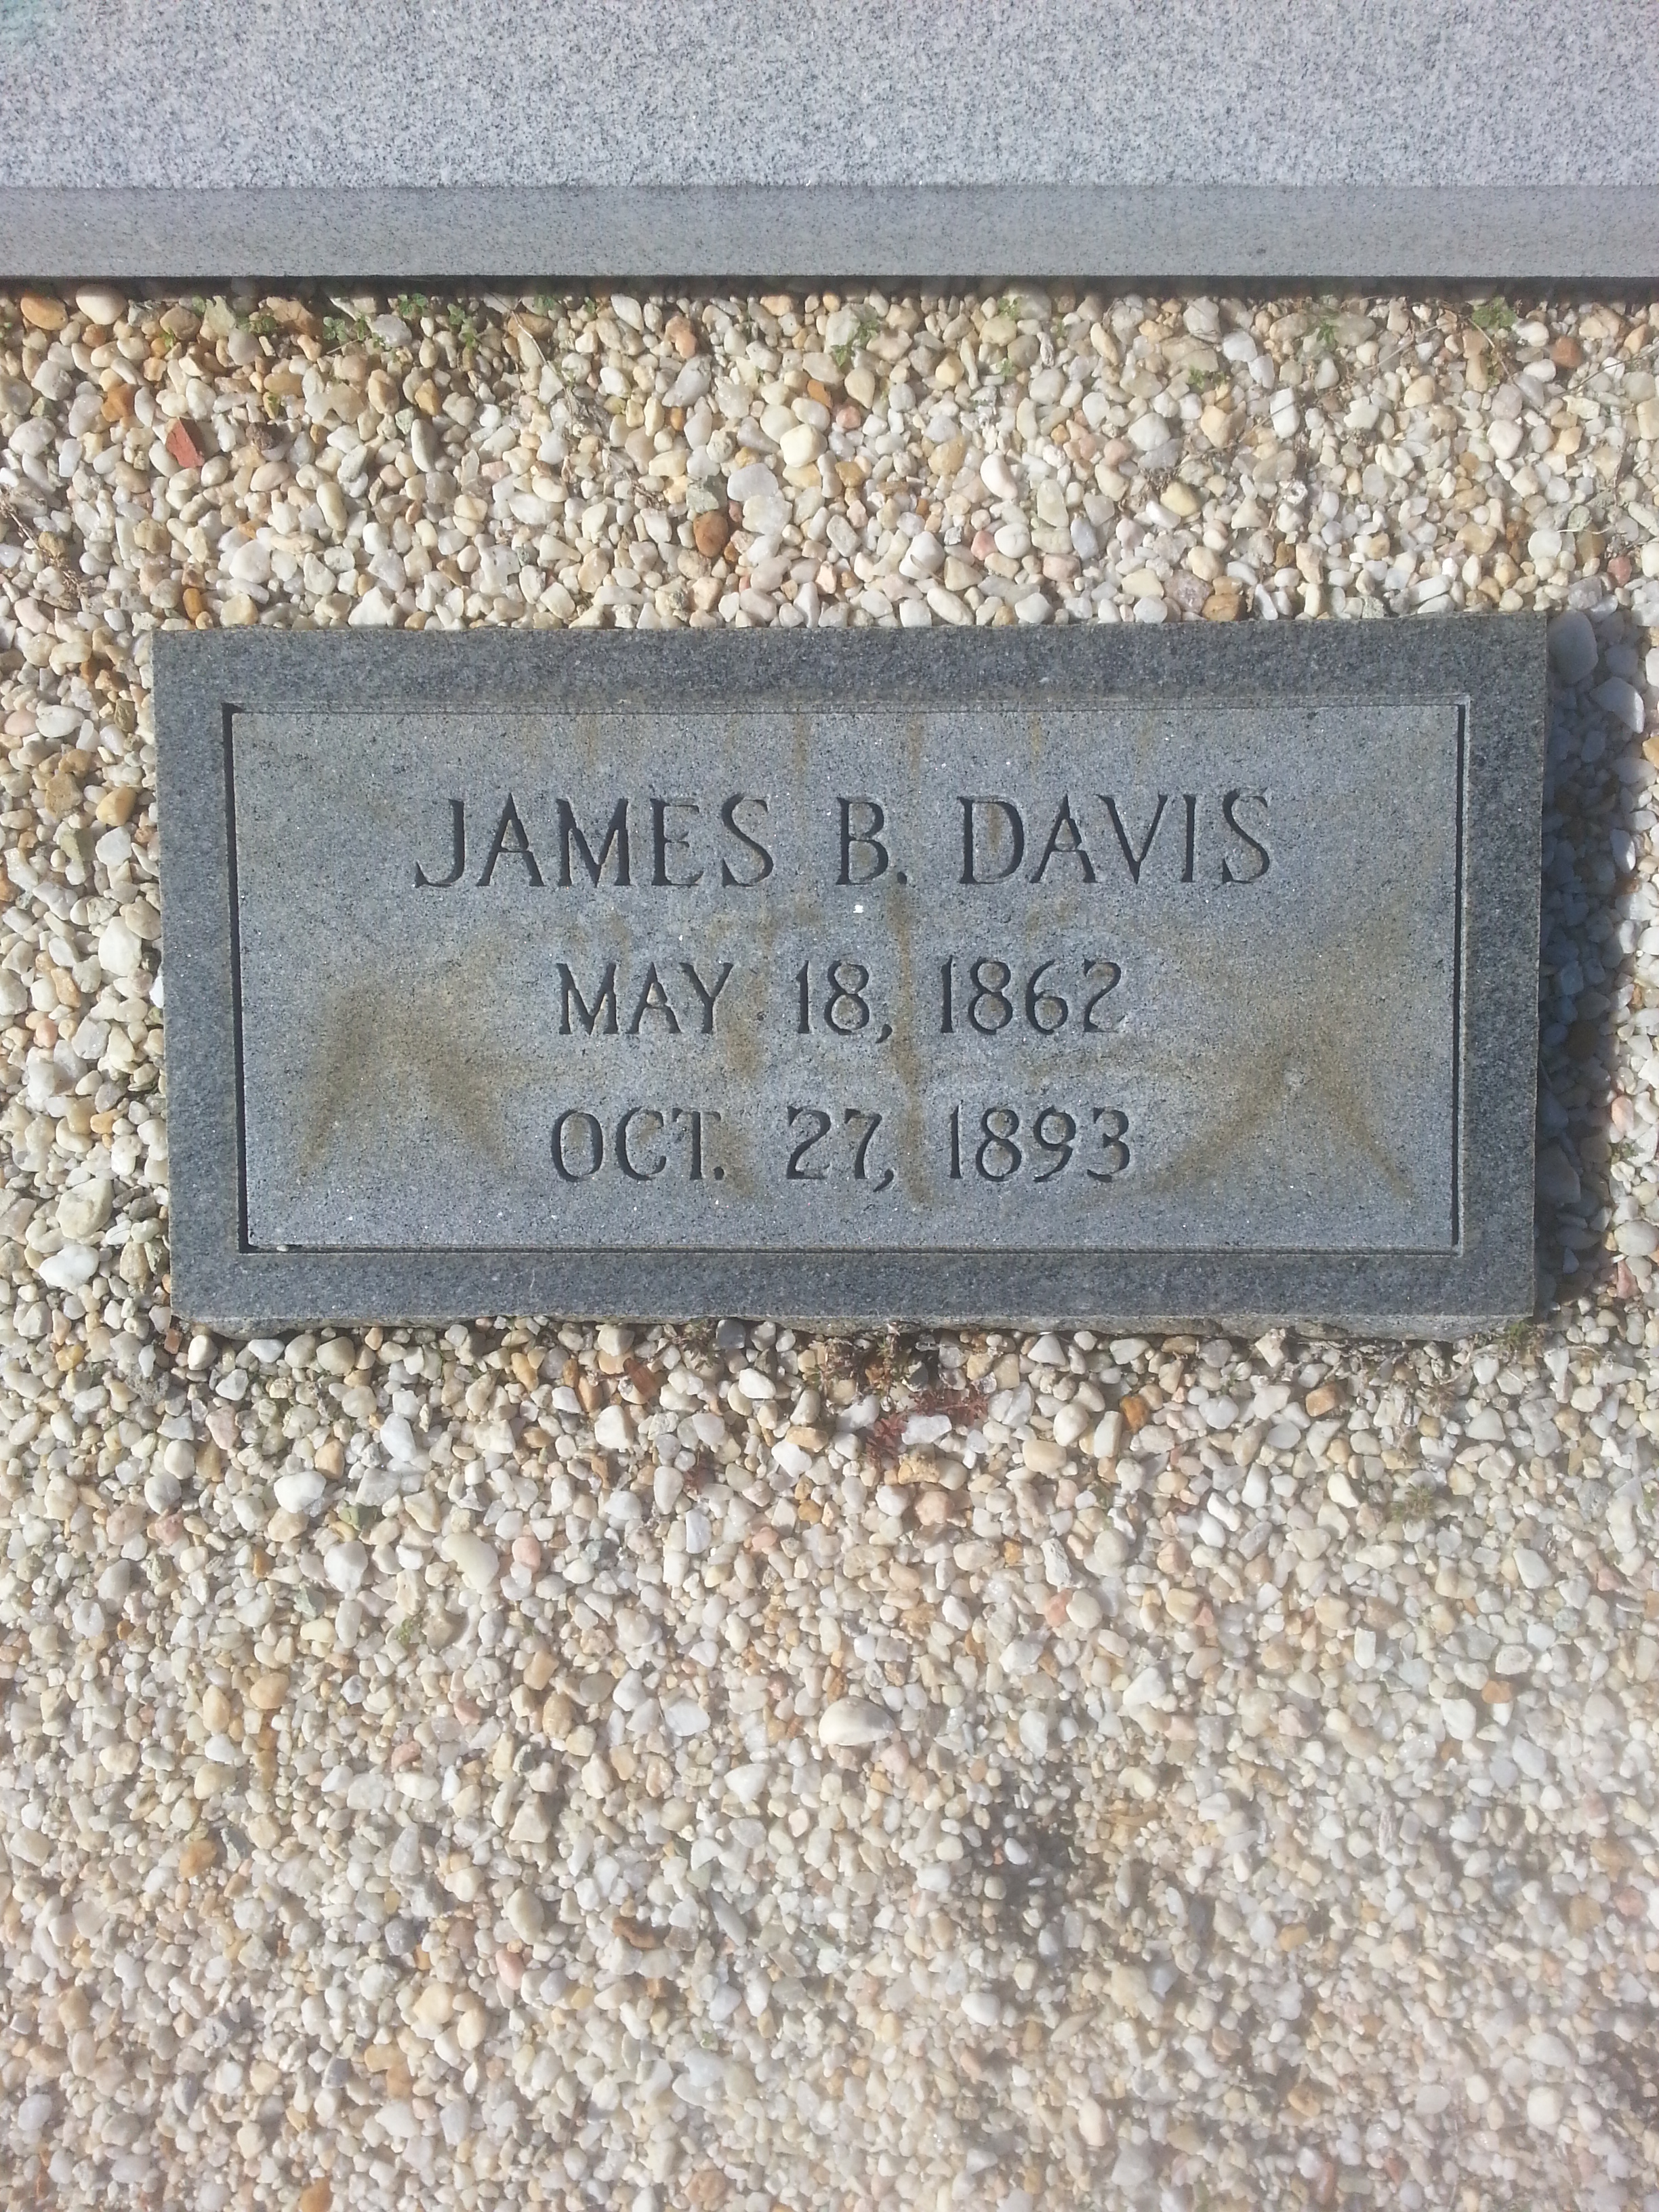 JAMES B. DAVIS
MAY 18, 1862
OCT. 27, 1893